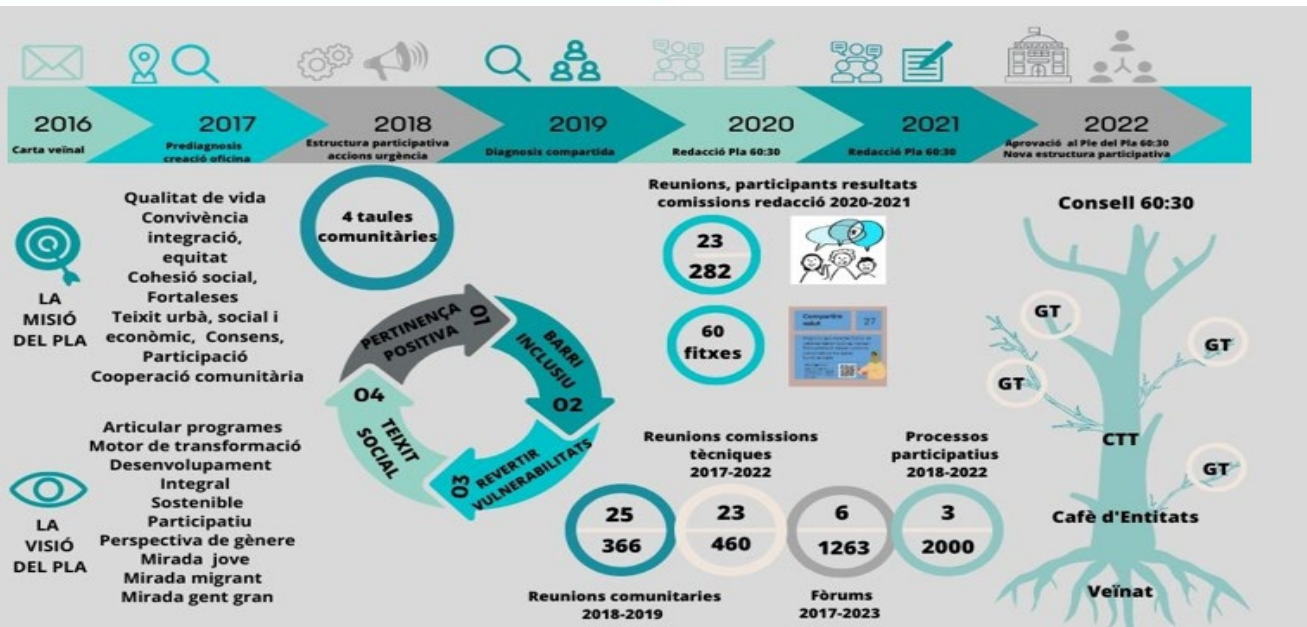 2016
Carta veïnal
2017
Prediagnosis
creació oficina
2018
Estructura participativa
accions urgència
2019
Diagnosis compartida
2020
Redacció Pla 60:30
2021
Redacció Pla 60:30
2022
Aprovació al Ple del Pla 60:30
Nova estructura participativa
LA
MISIÓ
DEL PLA
Qualitat de vida
Convivència
integració,
equitat
Cohesió social,
Fortaleses
Teixit urbà, social i
econòmic, Consens,
Participació
Cooperació comunitària
LA
VISIÓ
DEL PLA
Articular programes
Motor de transformació
Desenvolupament
Integral
Sostenible
Participatiu
Perspectiva de gènere
Mirada jove
Mirada migrant
Mirada gent gran
4 taules
comunitàries
PERTINENÇA
POSITIVA
01
BARRI
INCLUSIU
02
03
REVERTIR
VULNERABILITATS
04
TEIXIT
SOCIAL
Reunions, participants resultats
comissions redacció 2020-2021
23
282
60
fitxes
Compartire
salut
27
Reunions comissions
tècniques
2017-2022
Processos
participatius
2018-2022
25
366
23
460
6
1263
3
2000
Reunions comunitaries
2018-2019
Fòrums
2017-2023
Consell 60:30
GT
GT
GT
CTT
GT
Cafè d'Entitats
Veïnat